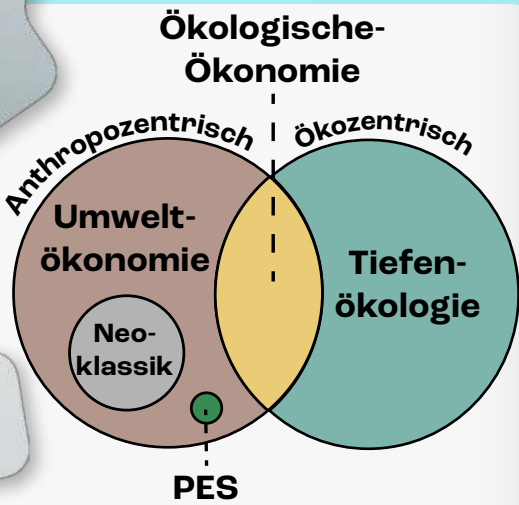 Ökologische-
Ökonomie
Anthropozentrisch
Ökozentrisch
Umwelt-
ökonomie
Tiefen-
ökologie
Neo-
klassik
PES